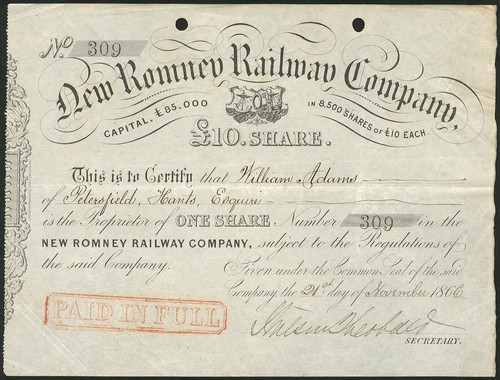 No. 309
New Romney Railway Company,
CAPITAL, £85,000 IN 8,500 SHARES OF £10 EACH
£10. SHARE.
This is to Certify that William Adams
of Petersfield, Hants, Esquire
is the Proprietor of ONE SHARE Number 309 in the
NEW ROMNEY RAILWAY COMPANY, subject to the Regulations of
the said Company. Given under the Common Seal of the said
Company the 21st day of November 1866
PAID IN FULL
SECRETARY.